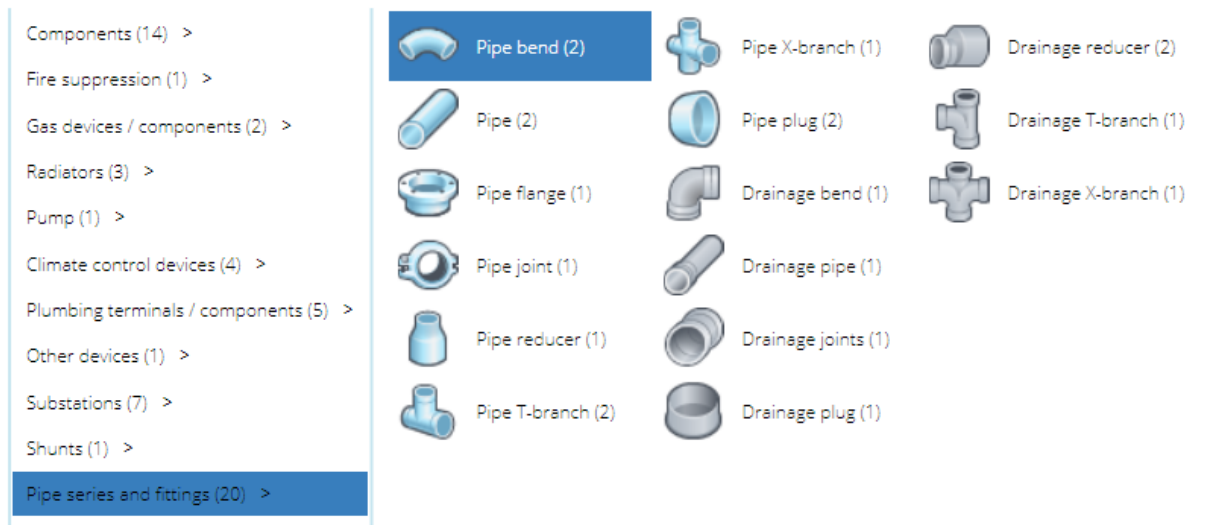 Components (14) >
Fire suppression (1) >
Gas devices / components (2) >
Radiators (3) >
Pump (1) >
Climate control devices (4) >
Plumbing terminals / components (5) >
Other devices (1) >
Substations (7) >
Shunts (1) >
Pipe series and fittings (20) >
Pipe bend (2)
Pipe (2)
Pipe flange (1)
Pipe joint (1)
Pipe reducer (1)
Pipe T-branch (2)
Pipe X-branch (1)
Pipe plug (2)
Drainage bend (1)
Drainage pipe (1)
Drainage joints (1)
Drainage plug (1)
Drainage reducer (2)
Drainage T-branch (1)
Drainage X-branch (1)